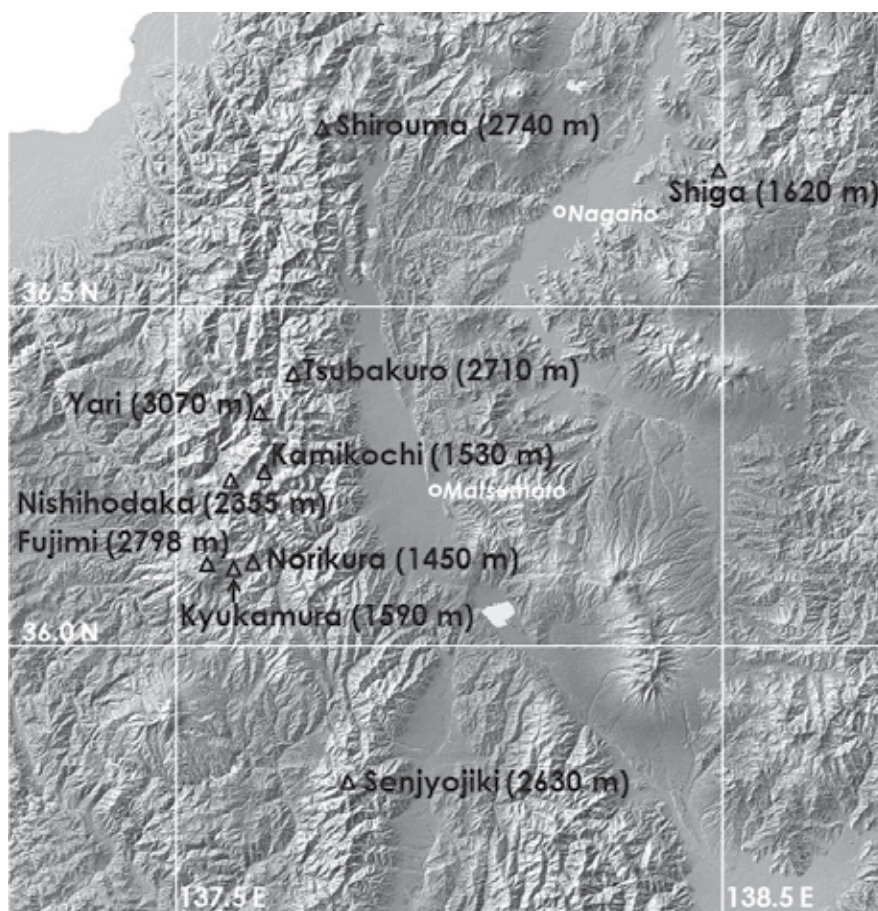 Shirouma (2740 m)
Shiga (1620 m)
Nagano
36.5 N
Tsubakuro (2710 m)
Yari (3070 m)
Kamikochi (1530 m)
Matsumoto
Nishihodaka (2355 m)
Fujimi (2798 m)
Norikura (1450 m)
Kyukamura (1590 m)
36.0 N
Senjyojiki (2630 m)
137.5 E
138.5 E